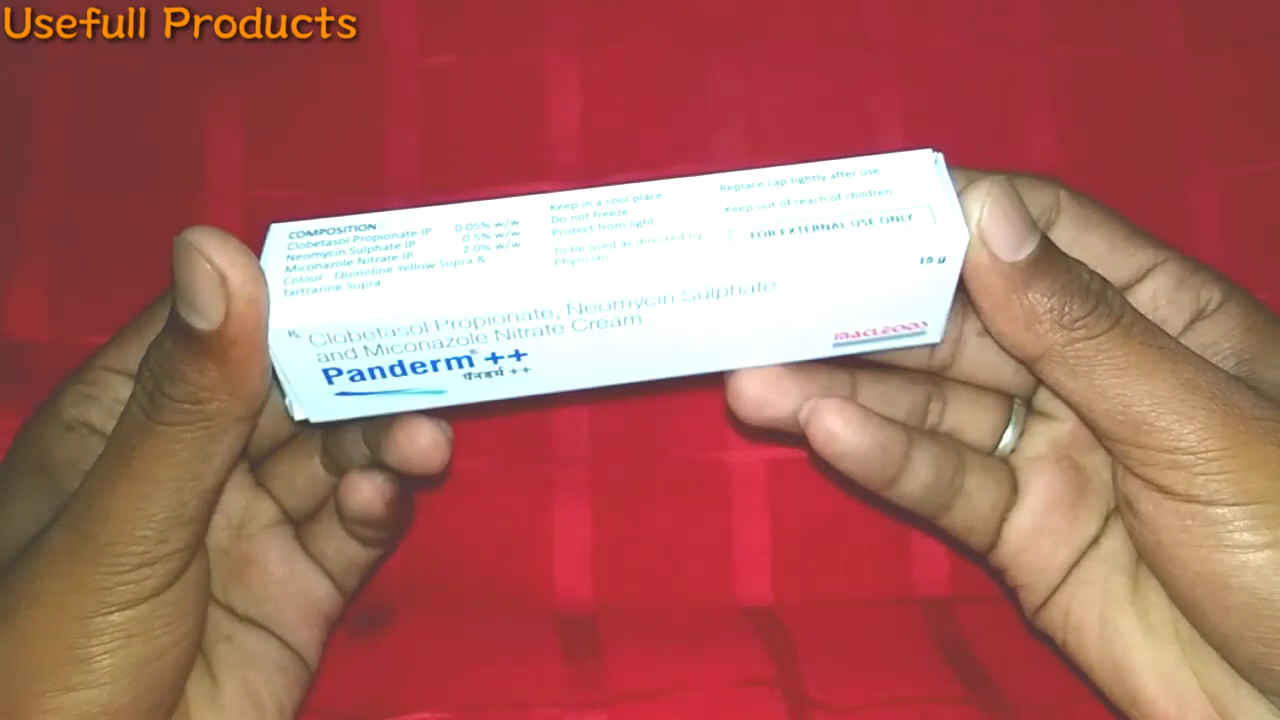 Usefull Products
COMPOSITION
Clobetasol Propionate IP 0.05% w/w
Neomycin Sulphate IP 0.5% w/w
Miconazole Nitrate IP 2.0% w/w
Colour : Quinoline Yellow Supra &
Tartrazine Supra
Keep in a cool place
Do not freeze
Protect from light
To be used as directed by
Physician
Replace cap tightly after use
Keep out of reach of children
FOR EXTERNAL USE ONLY
Rx Clobetasol Propionate, Neomycin Sulphate
and Miconazole Nitrate Cream
Panderm® ++
पॅनडर्म ++
15 g
MACLEODS